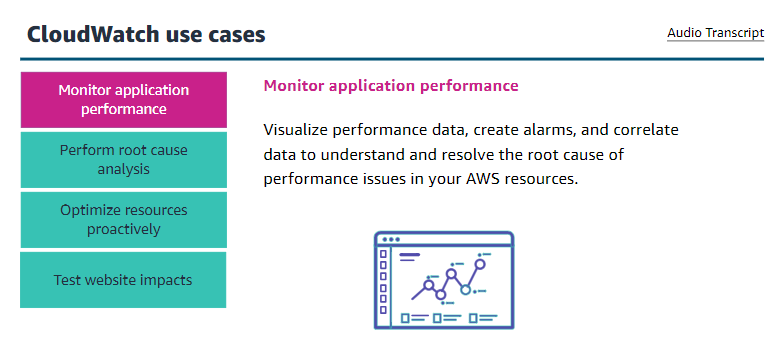 CloudWatch use cases
Audio Transcript
Monitor application
performance
Perform root cause
analysis
Optimize resources
proactively
Test website impacts
Monitor application performance
Visualize performance data, create alarms, and correlate
data to understand and resolve the root cause of
performance issues in your AWS resources.